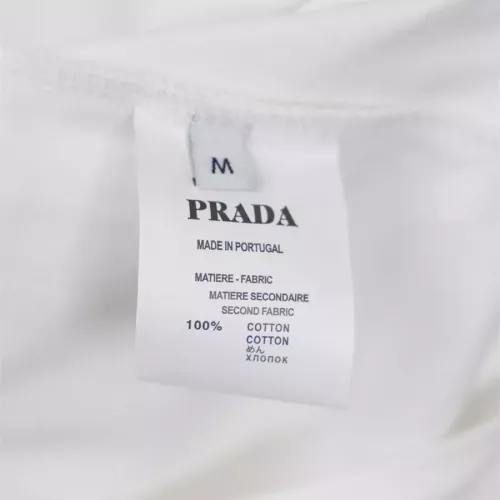 M
PRADA
MADE IN PORTUGAL
MATIERE - FABRIC
MATIERE SECONDAIRE
SECOND FABRIC
100% COTTON
COTTON
めん
хлопок